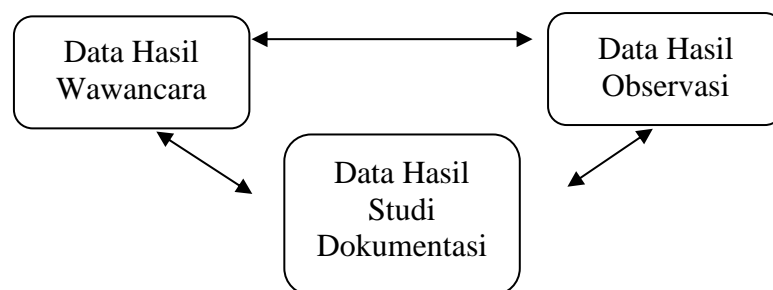 Data Hasil
Wawancara
Data Hasil
Observasi
Data Hasil
Studi
Dokumentasi